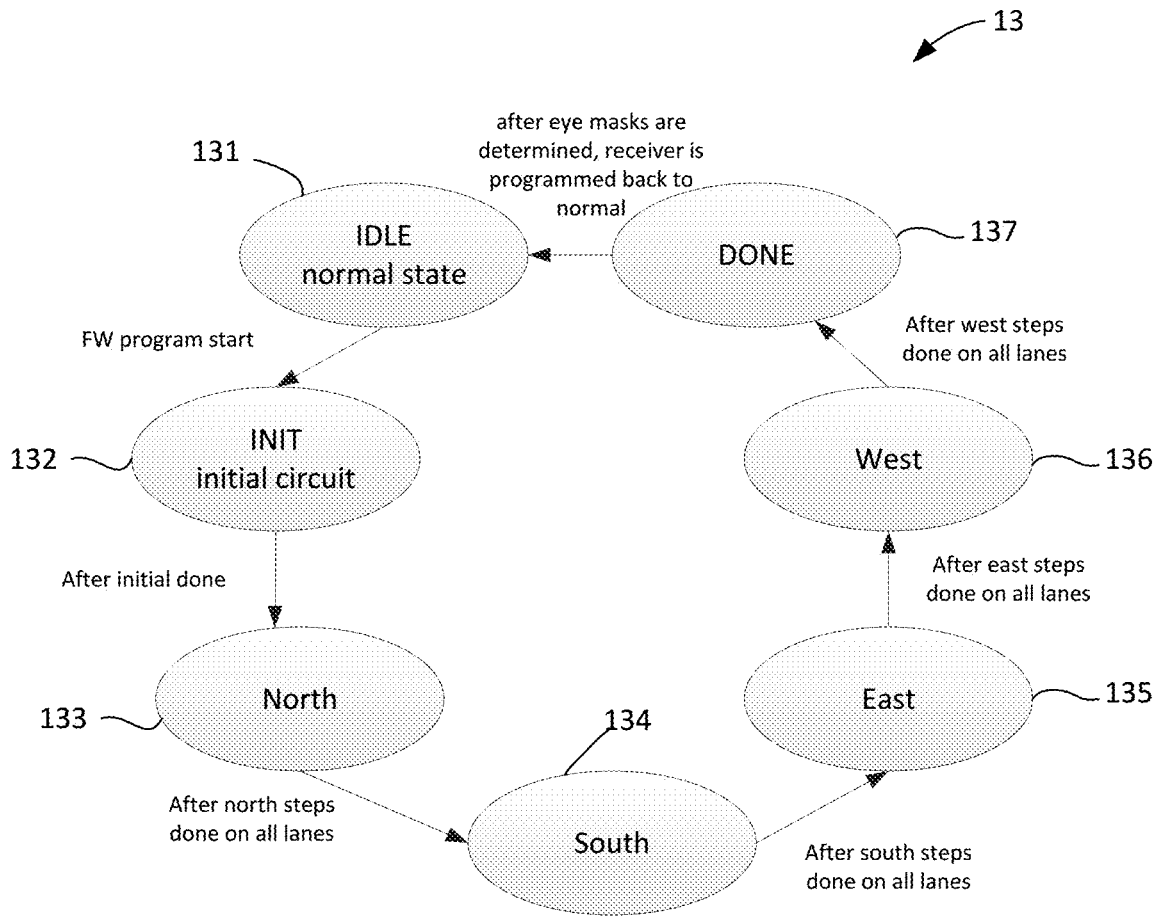 13
after eye masks are
determined, receiver is
programmed back to
normal
131
IDLE
normal state
DONE
137
FW program start
After west steps
done on all lanes
132
INIT
initial circuit
West
136
After initial done
After east steps
done on all lanes
133
North
134
East
135
After north steps
done on all lanes
South
After south steps
done on all lanes